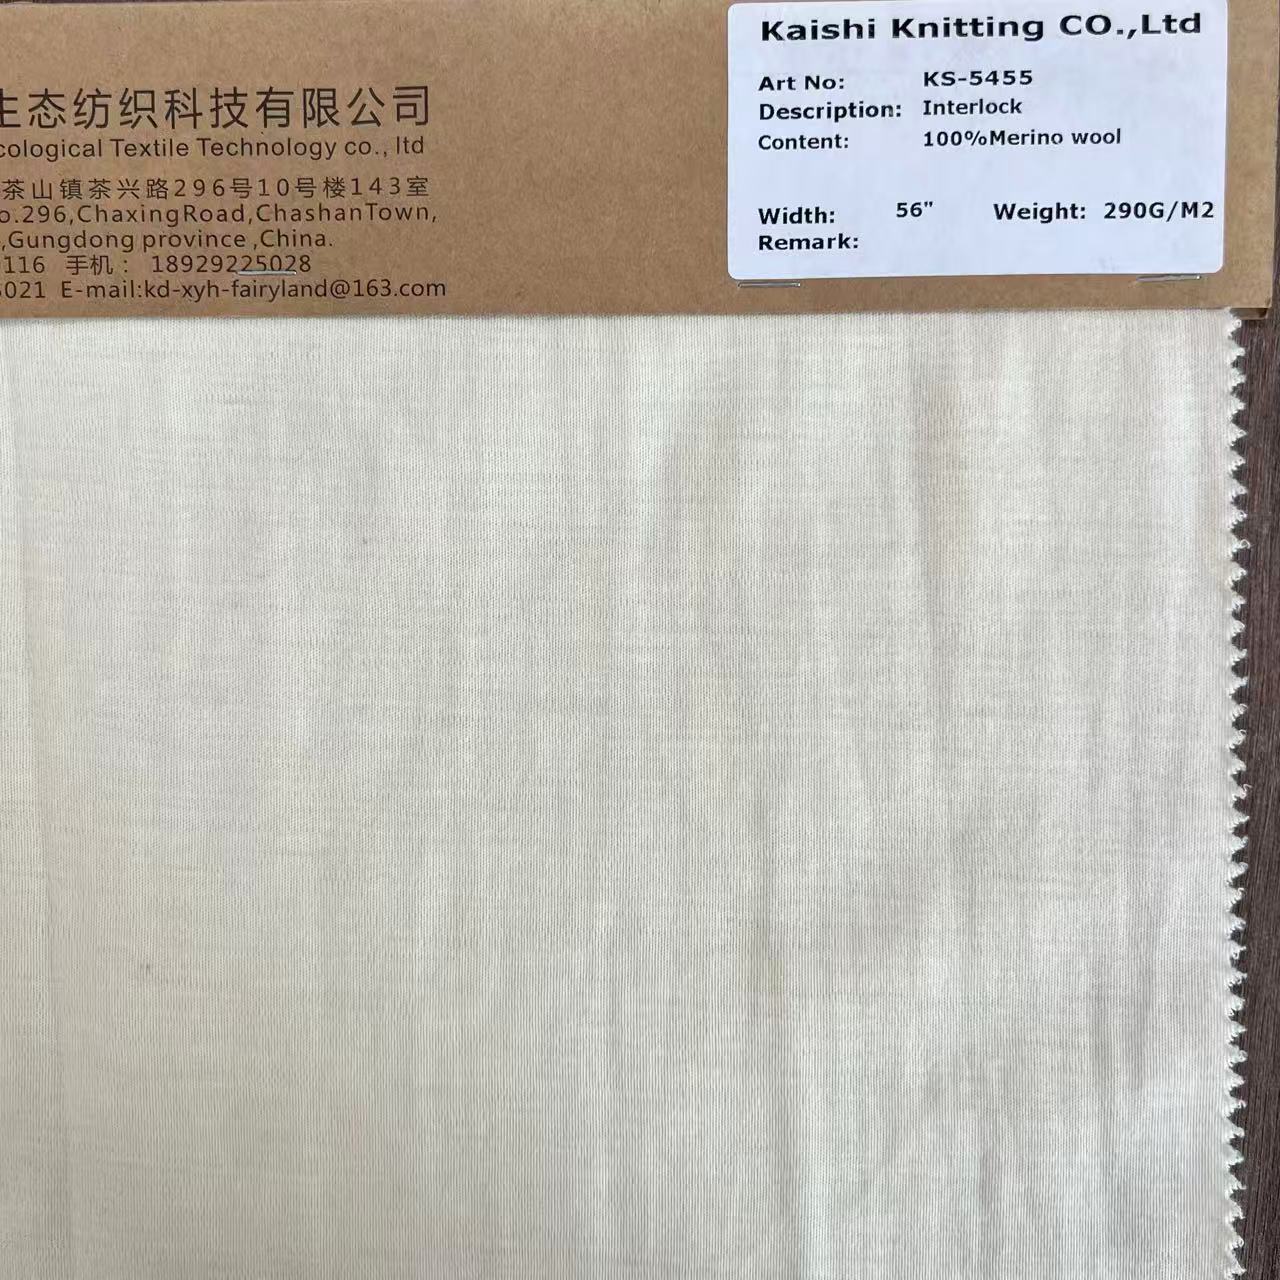 生态纺织科技有限公司
cological Textile Technology co., ltd
茶山镇茶兴路296号10号楼143室
o.296,ChaxingRoad,ChashanTown,
,Gungdong province ,China.
116 手机： 18929225028
021 E-mail:kd-xyh-fairyland@163.com
Kaishi Knitting CO.,Ltd
Art No: KS-5455
Description: Interlock
Content: 100%Merino wool
Width: 56" Weight: 290G/M2
Remark: